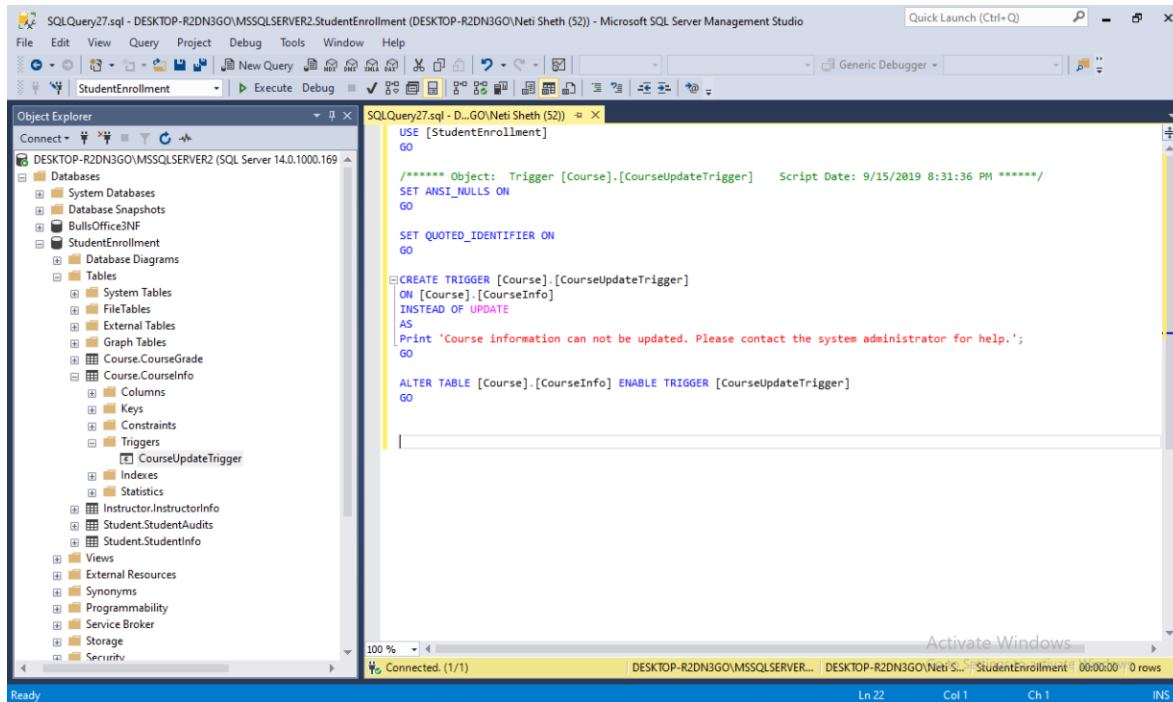 SQLQuery27.sql - DESKTOP-R2DN3GO\MSSQLSERVER2.StudentEnrollment (DESKTOP-R2DN3GO\Neti Sheth (52)) - Microsoft SQL Server Management Studio
Quick Launch (Ctrl+Q)
File Edit View Query Project Debug Tools Window Help
New Query
Generic Debugger
StudentEnrollment
Execute Debug
Object Explorer
Connect
DESKTOP-R2DN3GO\MSSQLSERVER2 (SQL Server 14.0.1000.169
Databases
System Databases
Database Snapshots
BullsOffice3NF
StudentEnrollment
Database Diagrams
Tables
System Tables
FileTables
External Tables
Graph Tables
Course.CourseGrade
Course.CourseInfo
Columns
Keys
Constraints
Triggers
CourseUpdateTrigger
Indexes
Statistics
Instructor.InstructorInfo
Student.StudentAudits
Student.StudentInfo
Views
External Resources
Synonyms
Programmability
Service Broker
Storage
Security
SQLQuery27.sql - D...GO\Neti Sheth (52))
USE [StudentEnrollment]
GO
/****** Object: Trigger [Course].[CourseUpdateTrigger] Script Date: 9/15/2019 8:31:36 PM ******/
SET ANSI_NULLS ON
GO
SET QUOTED_IDENTIFIER ON
GO
CREATE TRIGGER [Course].[CourseUpdateTrigger]
ON [Course].[CourseInfo]
INSTEAD OF UPDATE
AS
Print 'Course information can not be updated. Please contact the system administrator for help.';
GO
ALTER TABLE [Course].[CourseInfo] ENABLE TRIGGER [CourseUpdateTrigger]
GO
100 %
Activate Windows
Connected. (1/1)
DESKTOP-R2DN3GO\MSSQLSERVER...
DESKTOP-R2DN3GO\Neti S...
StudentEnrollment
00:00:00
0 rows
Ready
Ln 22
Col 1
Ch 1
INS